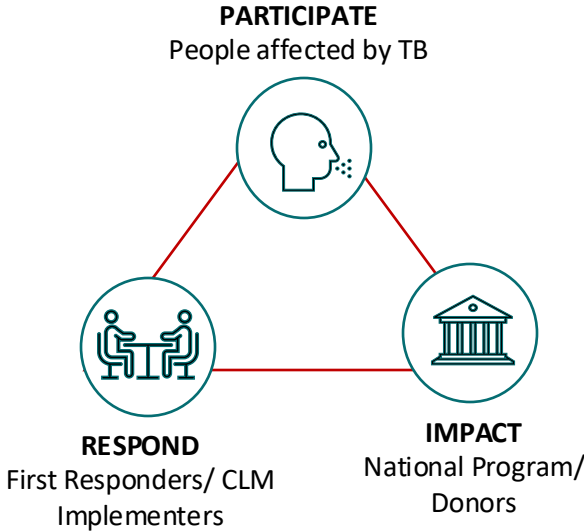 PARTICIPATE
People affected by TB
RESPOND
First Responders/ CLM
Implementers
IMPACT
National Program/
Donors